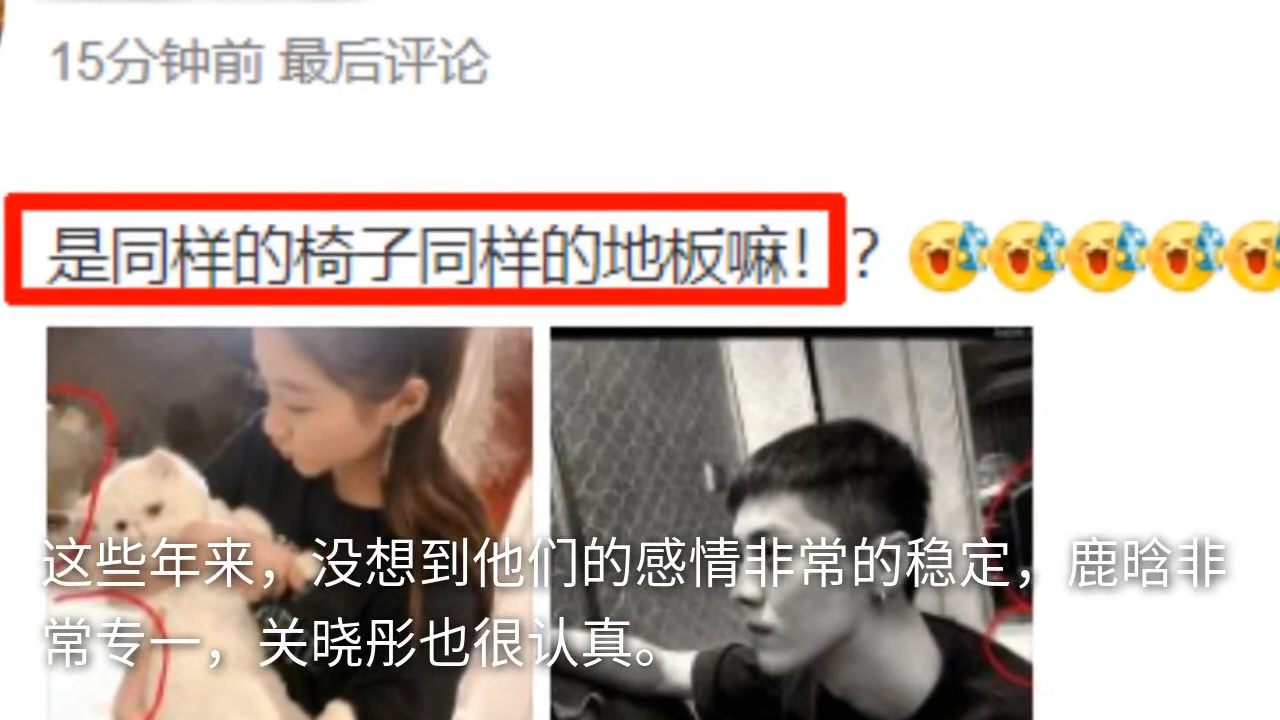 15分钟前 最后评论
是同样的椅子同样的地板嘛！？
这些年来，没想到他们的感情非常的稳定，鹿晗非
常专一，关晓彤也很认真。